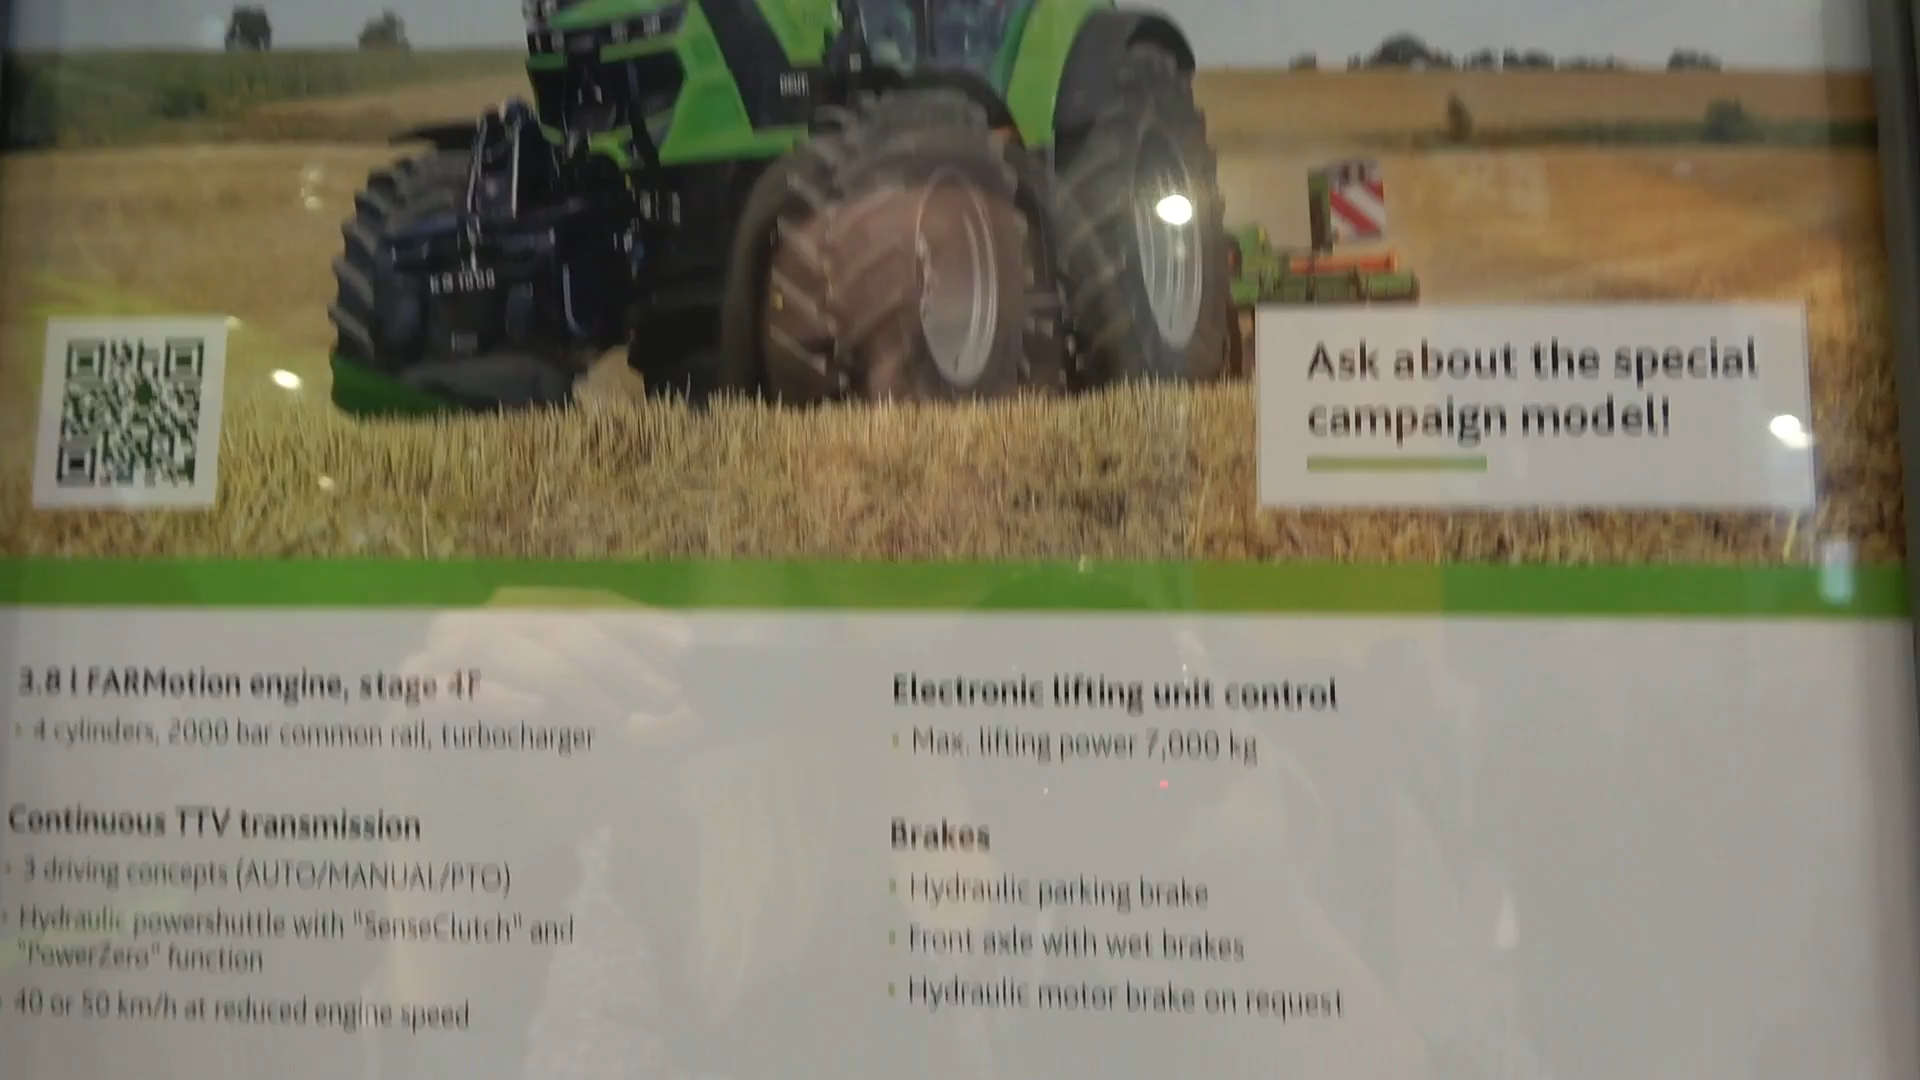 Ask about the special
campaign model!
3.8 l FARMotion engine, stage 4F
4 cylinders, 2000 bar common rail, turbocharger
Continuous TTV transmission
3 driving concepts (AUTO/MANUAL/PTO)
Hydraulic powershuttle with "SenseClutch" and
"PowerZero" function
40 or 50 km/h at reduced engine speed
Electronic lifting unit control
Max. lifting power 7,000 kg
Brakes
Hydraulic parking brake
Front axle with wet brakes
Hydraulic motor brake on request